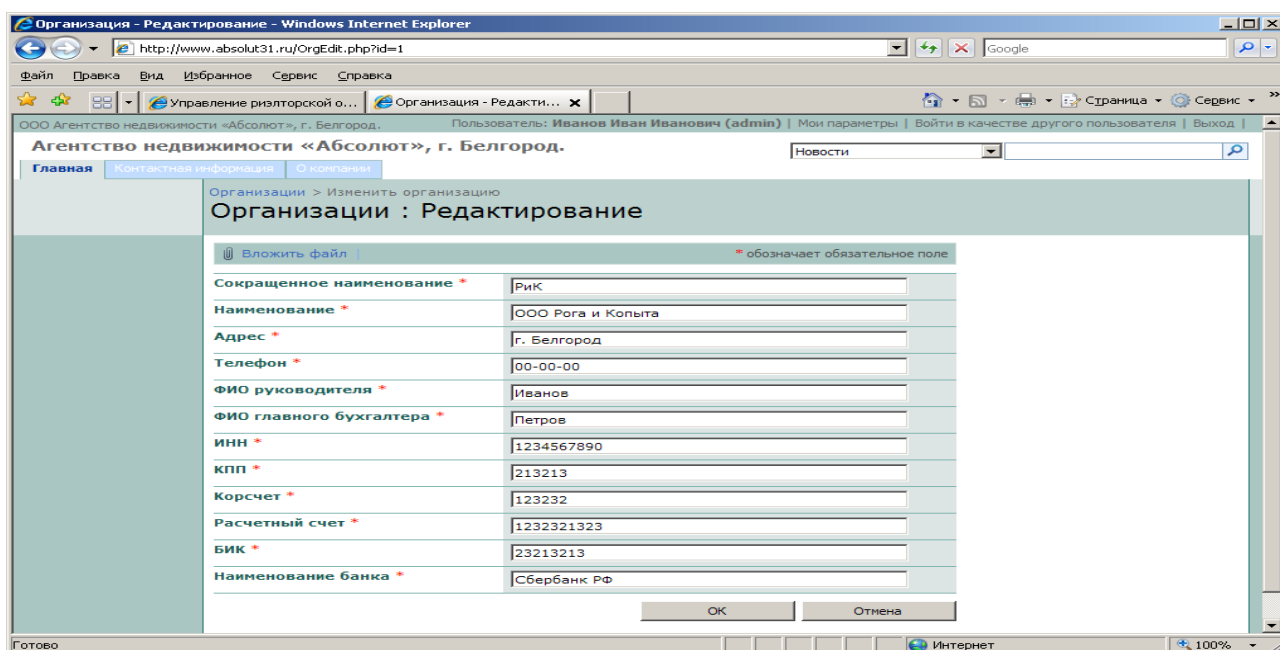 Организация - Редактирование - Windows Internet Explorer
http://www.absolut31.ru/OrgEdit.php?id=1 Google
Файл Правка Вид Избранное Сервис Справка
Управление риэлторской о... Организация - Редакти... Страница Сервис »
ООО Агентство недвижимости «Абсолют», г. Белгород. Пользователь: Иванов Иван Иванович (admin) | Мои параметры | Войти в качестве другого пользователя | Выход |
Агентство недвижимости «Абсолют», г. Белгород. Новости
Главная Контактная информация О компании
Организации > Изменить организацию
Организации : Редактирование
Вложить файл | * обозначает обязательное поле
Сокращенное наименование * РиК
Наименование * ООО Рога и Копыта
Адрес * г. Белгород
Телефон * 00-00-00
ФИО руководителя * Иванов
ФИО главного бухгалтера * Петров
ИНН * 1234567890
КПП * 213213
Корсчет * 123232
Расчетный счет * 1232321323
БИК * 23213213
Наименование банка * Сбербанк РФ
ОК Отмена
Готово Интернет 100%